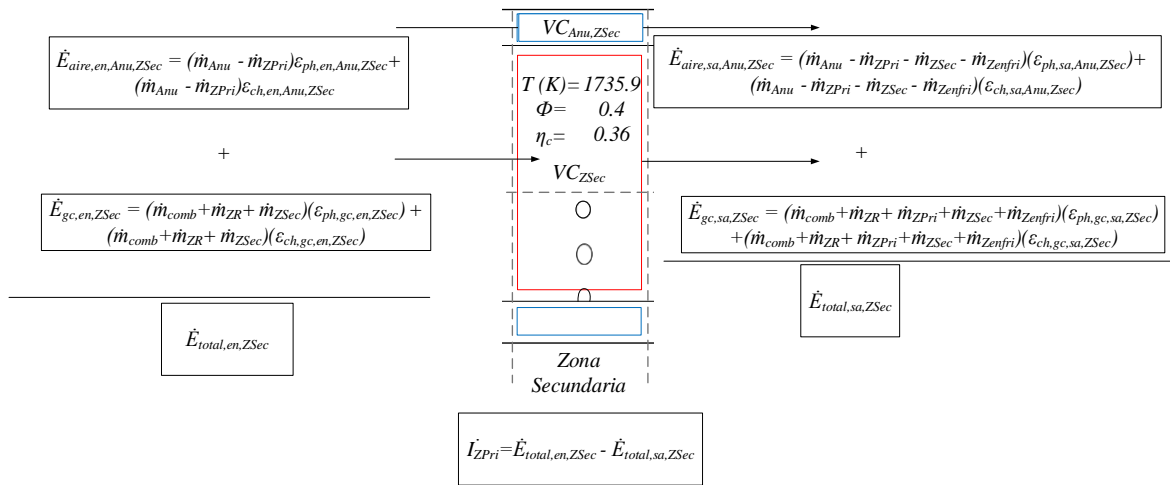 VC_{Anu,ZSec}
Ė_{aire,en,Anu,ZSec} = (ṁ_{Anu} - ṁ_{ZPri})ε_{ph,en,Anu,ZSec}+
(ṁ_{Anu} - ṁ_{ZPri})ε_{ch,en,Anu,ZSec}
+
Ė_{gc,en,ZSec} = (ṁ_{comb}+ṁ_{ZR}+ ṁ_{ZSec})(ε_{ph,gc,en,ZSec}) +
(ṁ_{comb}+ṁ_{ZR}+ ṁ_{ZSec})(ε_{ch,gc,en,ZSec})
Ė_{total,en,ZSec}
T (K)= 1735.9
Φ= 0.4
η_c= 0.36
VC_{ZSec}
Zona
Secundaria
Ė_{aire,sa,Anu,ZSec} = (ṁ_{Anu} - ṁ_{ZPri} - ṁ_{ZSec} - ṁ_{Zenfri})(ε_{ph,sa,Anu,ZSec})+
(ṁ_{Anu} - ṁ_{ZPri} - ṁ_{ZSec} - ṁ_{Zenfri})(ε_{ch,sa,Anu,Zsec})
+
Ė_{gc,sa,ZSec} = (ṁ_{comb}+ṁ_{ZR}+ ṁ_{ZPri}+ṁ_{ZSec}+ṁ_{Zenfri})(ε_{ph,gc,sa,ZSec})
+(ṁ_{comb}+ṁ_{ZR}+ ṁ_{ZPri}+ṁ_{ZSec}+ṁ_{Zenfri})(ε_{ch,gc,sa,ZSec})
Ė_{total,sa,ZSec}
İ_{ZPri}=Ė_{total,en,ZSec} - Ė_{total,sa,ZSec}